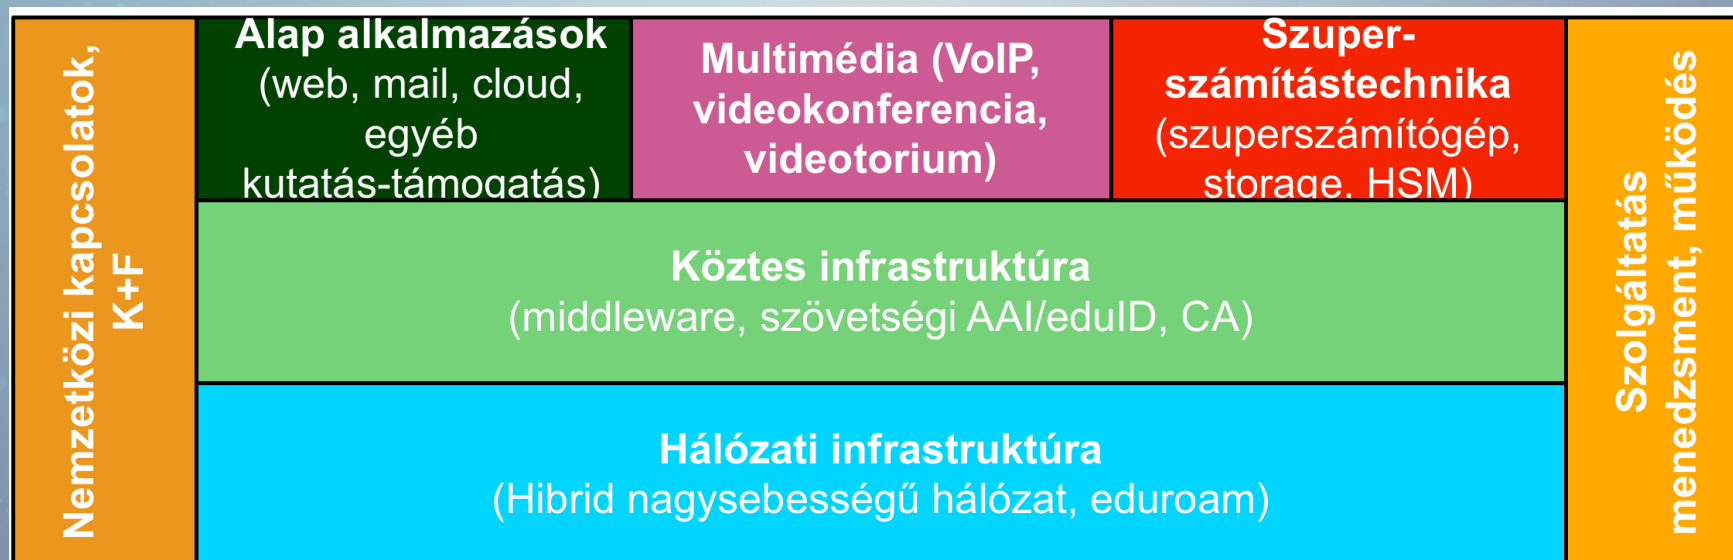 Nemzetközi kapcsolatok,
K+F
Alap alkalmazások
(web, mail, cloud,
egyéb
kutatás-támogatás)
Multimédia (VoIP,
videokonferencia,
videotorium)
Szuper-
számítástechnika
(szuperszámítógép,
storage, HSM)
Köztes infrastruktúra
(middleware, szövetségi AAI/eduID, CA)
Hálózati infrastruktúra
(Hibrid nagysebességű hálózat, eduroam)
Szolgáltatás
menedzsment, működés